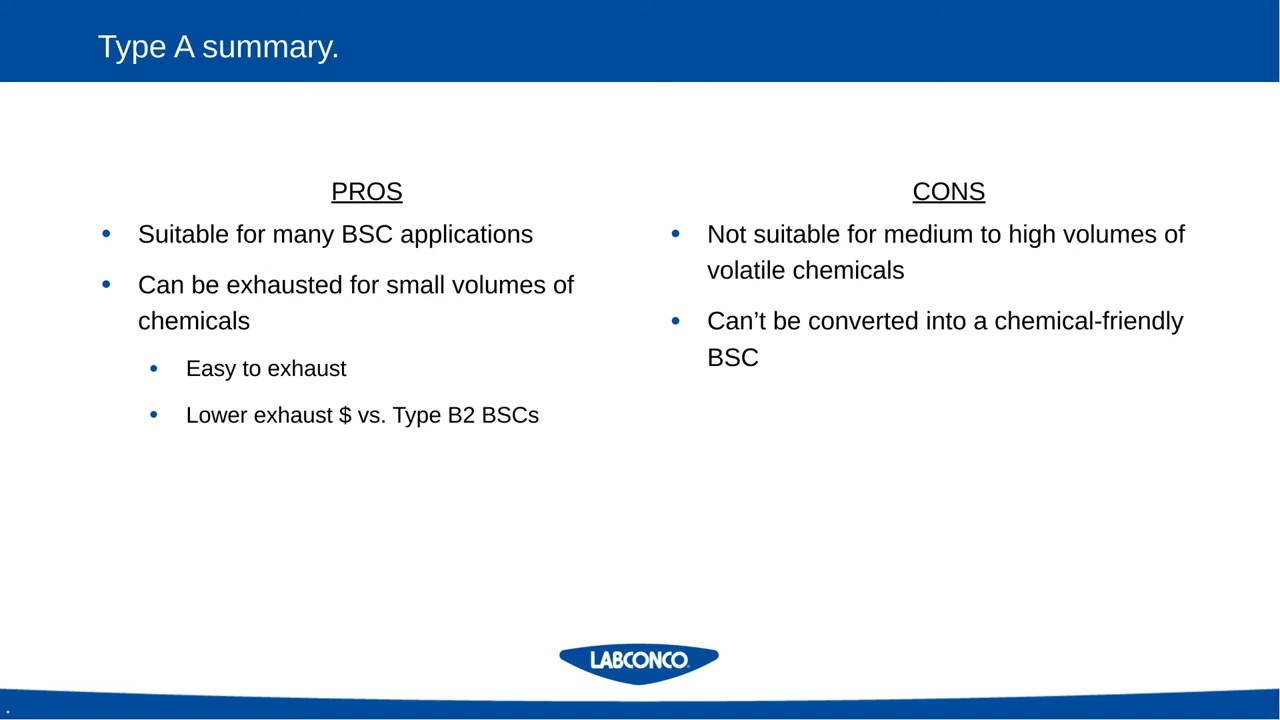 Type A summary.
PROS
• Suitable for many BSC applications
• Can be exhausted for small volumes of
chemicals
• Easy to exhaust
• Lower exhaust $ vs. Type B2 BSCs
CONS
• Not suitable for medium to high volumes of
volatile chemicals
• Can’t be converted into a chemical-friendly
BSC
LABCONCO
.